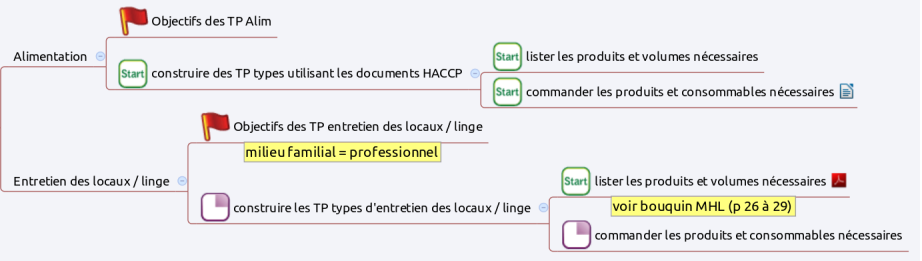 Objectifs des TP Alim
Alimentation
Start construire des TP types utilisant les documents HACCP
Start lister les produits et volumes nécessaires
Start commander les produits et consommables nécessaires
Objectifs des TP entretien des locaux / linge
milieu familial = professionnel
Entretien des locaux / linge
construire les TP types d'entretien des locaux / linge
Start lister les produits et volumes nécessaires
voir bouquin MHL (p 26 à 29)
commander les produits et consommables nécessaires